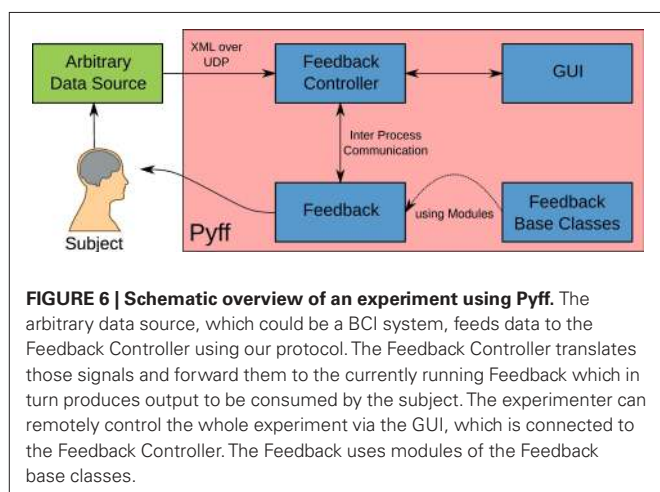 XML over
UDP
Arbitrary
Data Source
Feedback
Controller
GUI
Inter Process
Communication
Feedback
using Modules
Feedback
Base Classes
Subject
Pyff
FIGURE 6 | Schematic overview of an experiment using Pyff. The
arbitrary data source, which could be a BCI system, feeds data to the
Feedback Controller using our protocol. The Feedback Controller translates
those signals and forward them to the currently running Feedback which in
turn produces output to be consumed by the subject. The experimenter can
remotely control the whole experiment via the GUI, which is connected to
the Feedback Controller. The Feedback uses modules of the Feedback
base classes.